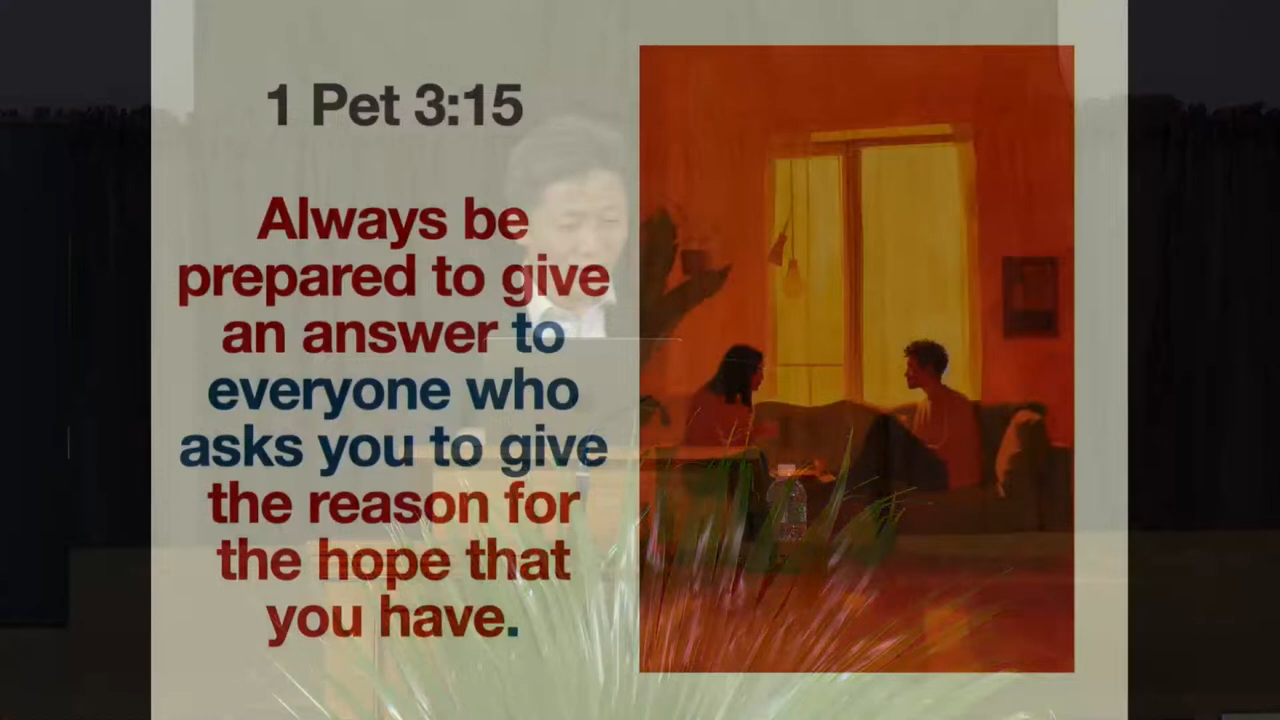 1 Pet 3:15
Always be
prepared to give
an answer to
everyone who
asks you to give
the reason for
the hope that
you have.